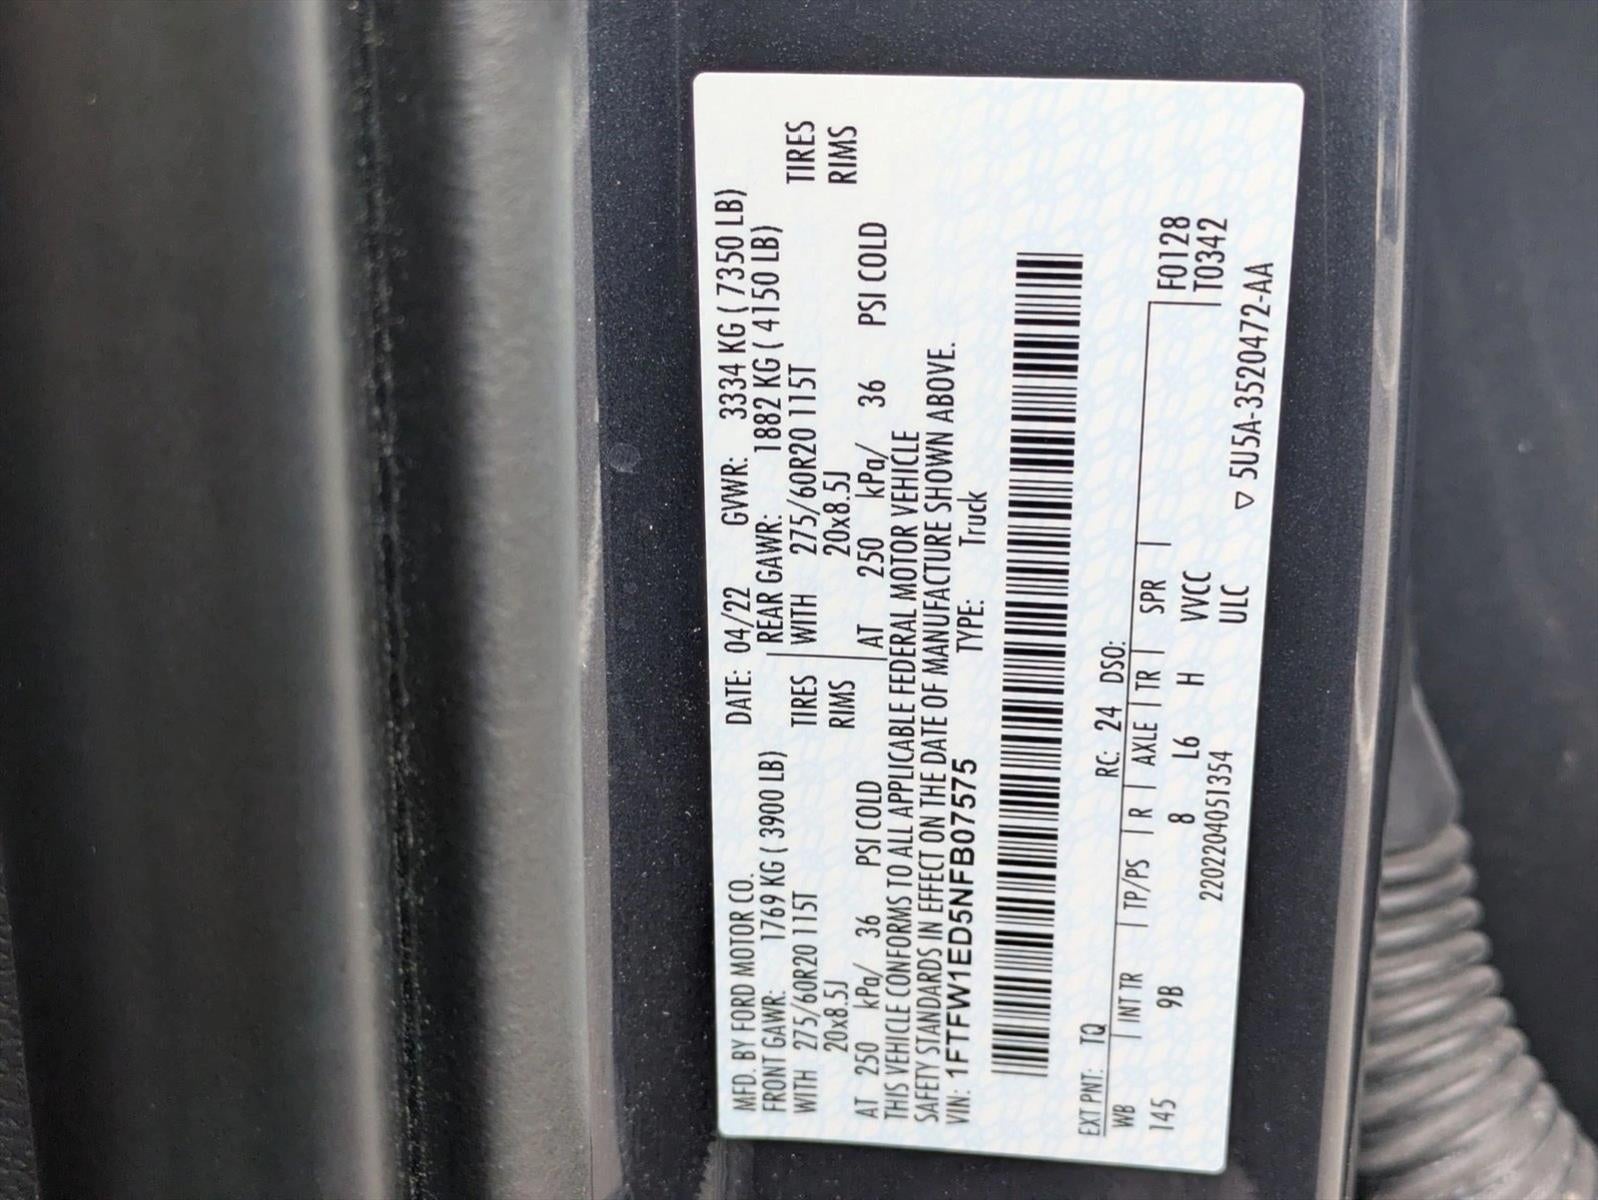 MFD. BY FORD MOTOR CO. DATE: 04/22 GVWR: 3334 KG ( 7350 LB)
FRONT GAWR: 1769 KG ( 3900 LB) REAR GAWR: 1882 KG ( 4150 LB)
WITH 275/60R20 115T TIRES WITH 275/60R20 115T TIRES
20x8.5J RIMS 20x8.5J RIMS
AT 250 kPa/ 36 PSI COLD AT 250 kPa/ 36 PSI COLD
THIS VEHICLE CONFORMS TO ALL APPLICABLE FEDERAL MOTOR VEHICLE
SAFETY STANDARDS IN EFFECT ON THE DATE OF MANUFACTURE SHOWN ABOVE.
VIN: 1FTFW1ED5NFB07575 TYPE: Truck
EXT PNT: TQ RC: 24 DSO:
WB | INT TR | TP/PS | R | AXLE | TR | SPR |
145 9B 8 L6 H VVCC F0128
220220451354 ULC T0342
▽ 5U5A-3520472-AA